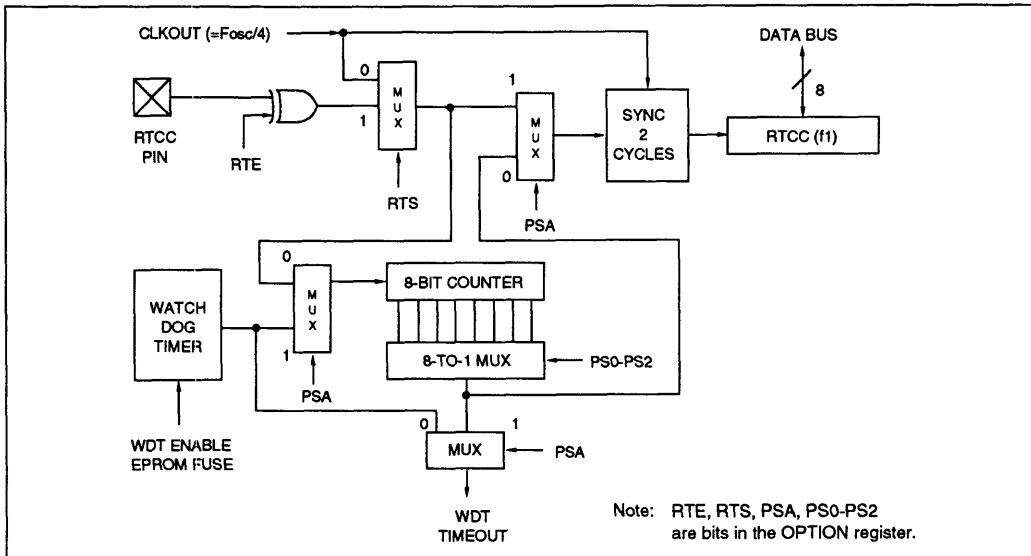 CLKOUT (=Fosc/4)
DATA BUS
8
0
MUX
1
RTCC
PIN
RTE
RTS
1
MUX
0
PSA
SYNC
2
CYCLES
RTCC (f1)
0
MUX
1
PSA
WATCH
DOG
TIMER
8-BIT COUNTER
8-TO-1 MUX
PS0-PS2
0
1
MUX
PSA
WDT ENABLE
EPROM FUSE
WDT
TIMEOUT
Note: RTE, RTS, PSA, PS0-PS2
are bits in the OPTION register.